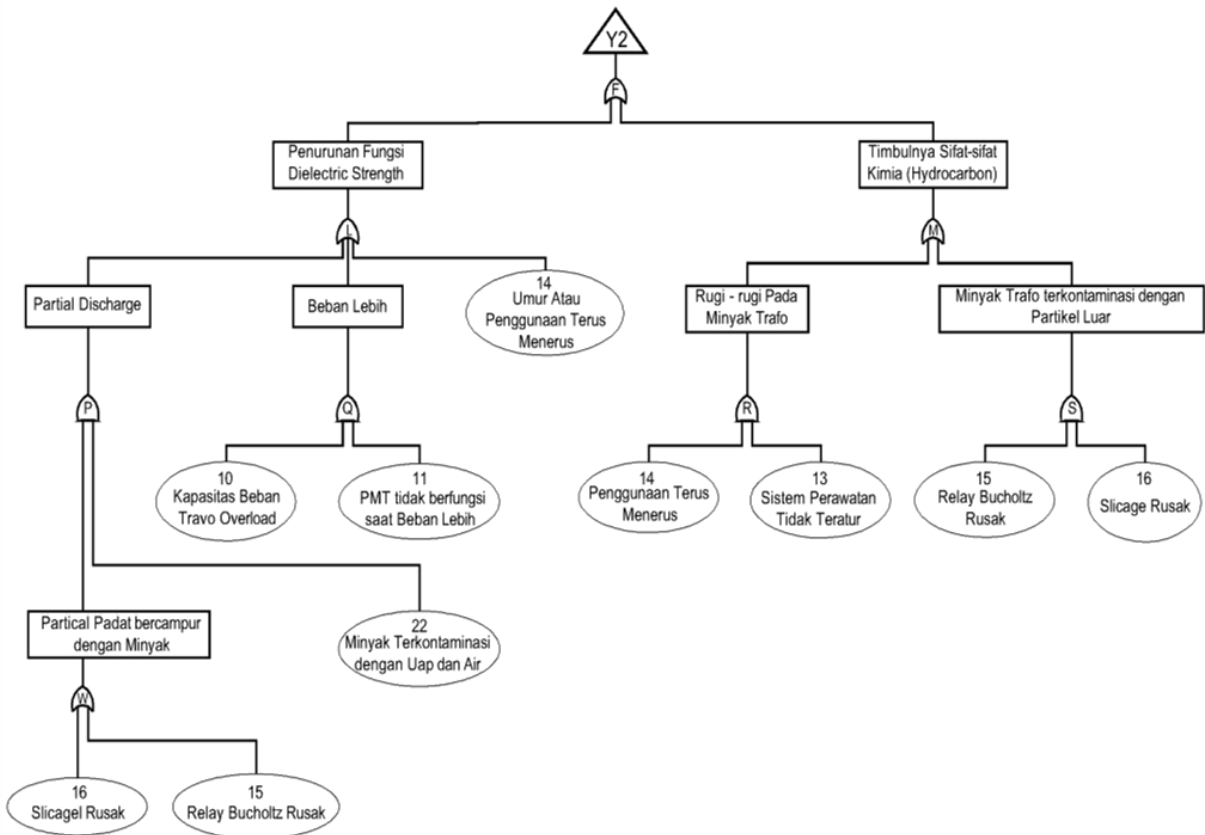 Y2
F
Penurunan Fungsi
Dielectric Strength
Timbulnya Sifat-sifat
Kimia (Hydrocarbon)
L
M
Partial Discharge
Beban Lebih
14
Umur Atau
Penggunaan Terus
Menerus
Rugi - rugi Pada
Minyak Trafo
Minyak Trafo terkontaminasi dengan
Partikel Luar
P
Q
R
S
10
Kapasitas Beban
Travo Overload
11
PMT tidak berfungsi
saat Beban Lebih
14
Penggunaan Terus
Menerus
13
Sistem Perawatan
Tidak Teratur
15
Relay Bucholtz
Rusak
16
Slicage Rusak
Partical Padat bercampur
dengan Minyak
22
Minyak Terkontaminasi
dengan Uap dan Air
W
16
Slicagel Rusak
15
Relay Bucholtz Rusak